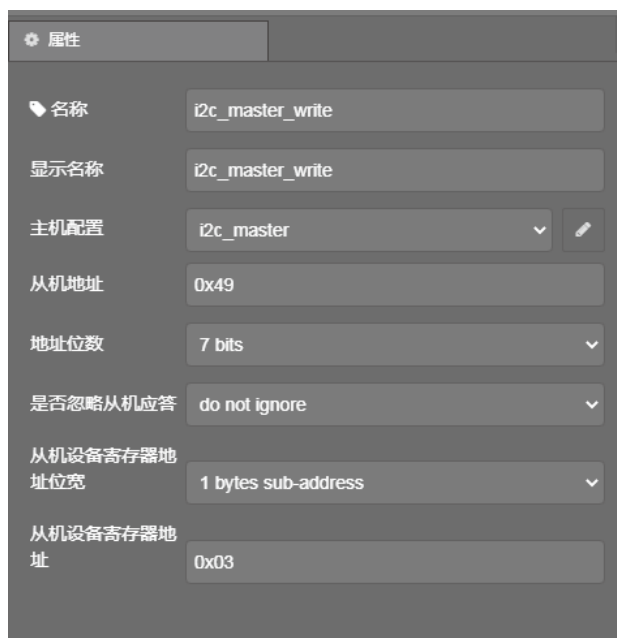 属性
名称
i2c_master_write
显示名称
i2c_master_write
主机配置
i2c_master
从机地址
0x49
地址位数
7 bits
是否忽略从机应答
do not ignore
从机设备寄存器地
址位宽
1 bytes sub-address
从机设备寄存器地
址
0x03